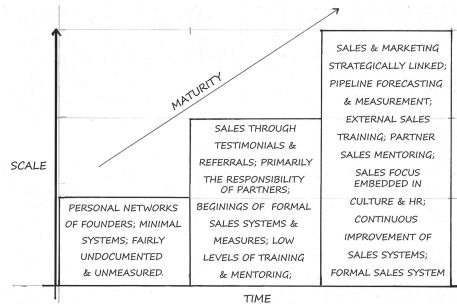 SCALE
MATURITY
PERSONAL NETWORKS
OF FOUNDERS; MINIMAL
SYSTEMS; FAIRLY
UNDOCUMENTED
& UNMEASURED.
SALES THROUGH
TESTIMONIALS &
REFERRALS; PRIMARILY
THE RESPONSIBILITY
OF PARTNERS;
BEGININGS OF FORMAL
SALES SYSTEMS &
MEASURES; LOW
LEVELS OF TRAINING
& MENTORING;
SALES & MARKETING
STRATEGICALLY LINKED;
PIPELINE FORECASTING
& MEASUREMENT;
EXTERNAL SALES
TRAINING; PARTNER
SALES MENTORING;
SALES FOCUS
EMBEDDED IN
CULTURE & HR;
CONTINUOUS
IMPROVEMENT OF
SALES SYSTEMS;
FORMAL SALES SYSTEM
TIME